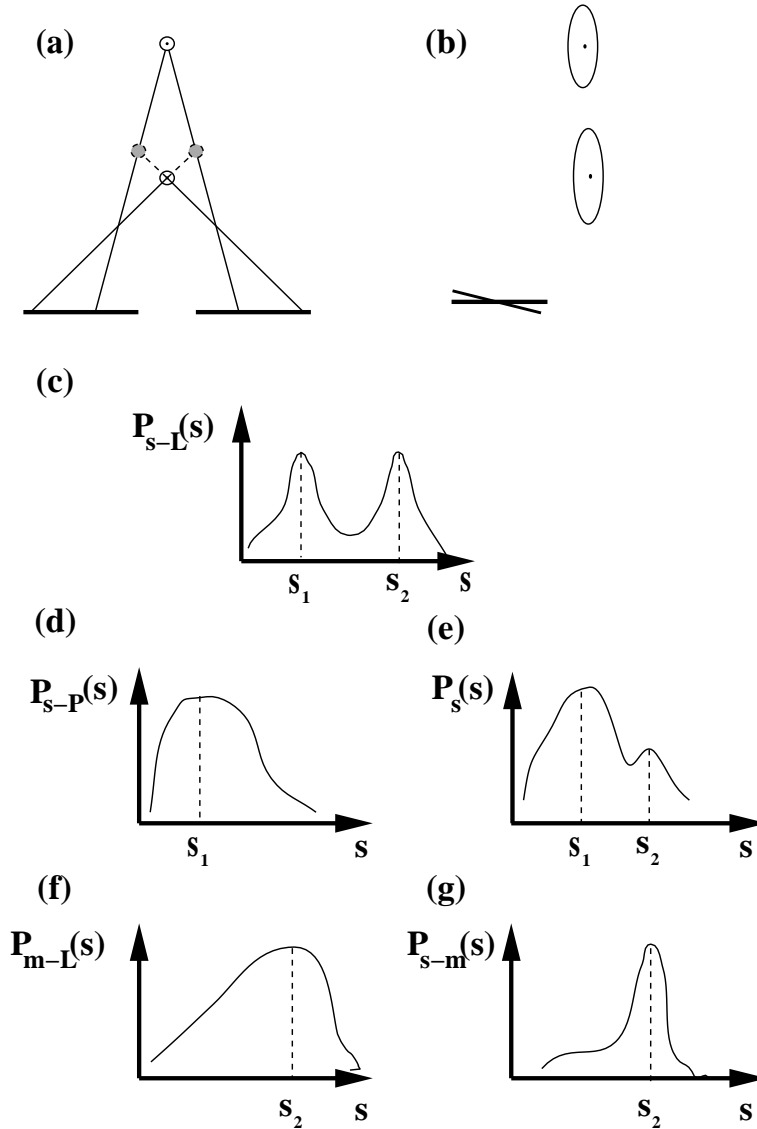 (a)
(b)
(c)
P_{s–L}(s)
s_1
s_2
s
(d)
(e)
P_{s–P}(s)
P_s(s)
s_1
s
s_1
s_2
s
(f)
(g)
P_{m–L}(s)
P_{s–m}(s)
s_2
s
s_2
s